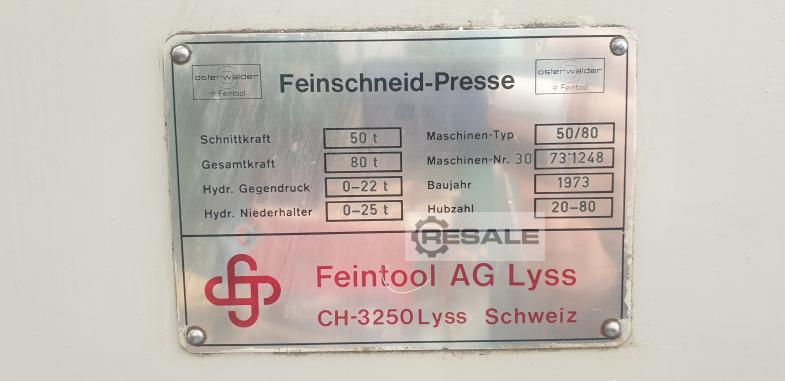 osterwalder
+ Feintool
Feinschneid-Presse
osterwalder
+ Feintool
Schnittkraft 50 t
Gesamtkraft 80 t
Hydr. Gegendruck 0–22 t
Hydr. Niederhalter 0–25 t
Maschinen-Typ 50/80
Maschinen-Nr. 30 731248
Baujahr 1973
Hubzahl 20–80
RESALE
Feintool AG Lyss
CH-3250 Lyss Schweiz